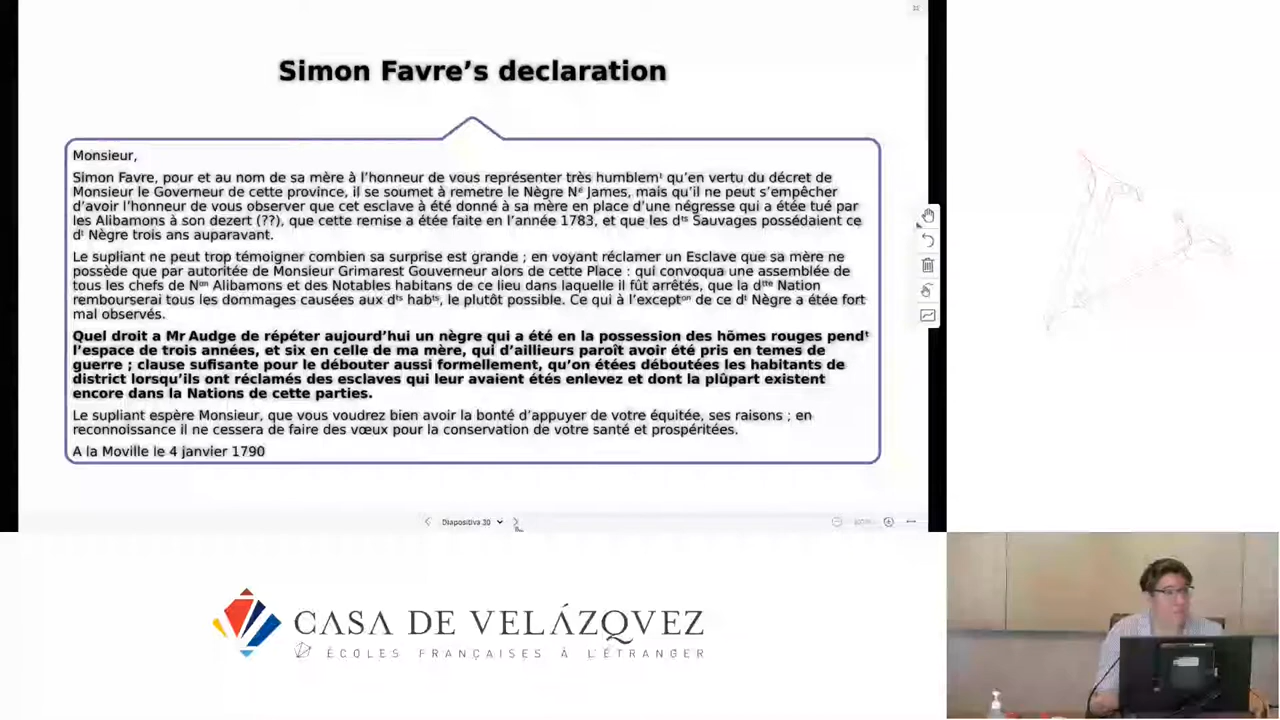 Simon Favre’s declaration
Monsieur,
Simon Favre, pour et au nom de sa mère à l’honneur de vous représenter très humblemᵗ qu’en vertu du décret de
Monsieur le Governeur de cette province, il se soumet à remetre le Nègre Nᵉ James, mais qu’il ne peut s’empêcher
d’avoir l’honneur de vous observer que cet esclave à été donné à sa mère en place d’une négresse qui a étée tué par
les Alibamons à son dezert (??), que cette remise a étée faite en l’année 1783, et que les dᵗˢ Sauvages possédaient ce
dᵗ Nègre trois ans auparavant.
Le supliant ne peut trop témoigner combien sa surprise est grande ; en voyant réclamer un Esclave que sa mère ne
possède que par autoritée de Monsieur Grimarest Gouverneur alors de cette Place : qui convoqua une assemblée de
tous les chefs de Nᵒⁿ Alibamons et des Notables habitans de ce lieu dans laquelle il fût arrêtés, que la dᵗᵗᵉ Nation
rembourserai tous les dommages causées aux dᵗˢ habᵗˢ, le plutôt possible. Ce qui à l’exceptᵒⁿ de ce dᵗ Nègre a étée fort
mal observés.
Quel droit a Mr Audge de répéter aujourd’hui un nègre qui a été en la possession des hõmes rouges pendᵗ
l’espace de trois années, et six en celle de ma mère, qui d’aillieurs paroît avoir été pris en temes de
guerre ; clause sufisante pour le débouter aussi formellement, qu’on étées déboutées les habitants de
district lorsqu’ils ont réclamés des esclaves qui leur avaient étés enlevez et dont la plûpart existent
encore dans la Nations de cette parties.
Le supliant espère Monsieur, que vous voudrez bien avoir la bonté d’appuyer de votre équitée, ses raisons ; en
reconnoissance il ne cessera de faire des vœux pour la conservation de votre santé et prospéritées.
A la Moville le 4 janvier 1790
Diapositiva 30
CASA DE VELÁZQVEZ
ÉCOLES FRANÇAISES À L'ÉTRANGER